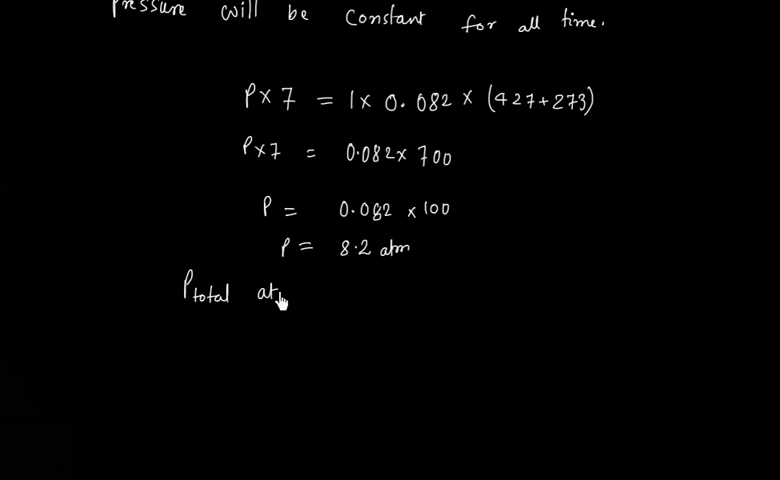 Pressure will be constant for all time.
P × 7 = 1 × 0.082 × (427+273)
P × 7 = 0.082 × 700
P = 0.082 × 100
P = 8.2 atm
P total at